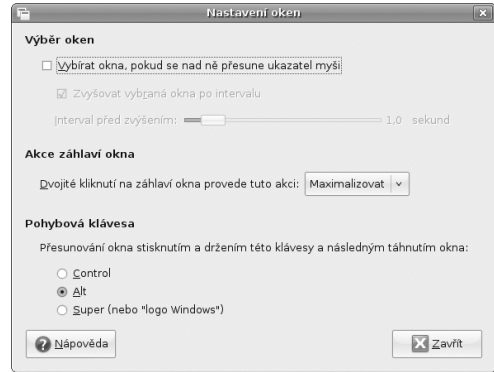 Nastavení oken
Výběr oken
Vybírat okna, pokud se nad ně přesune ukazatel myši
Zvyšovat vybraná okna po intervalu
Interval před zvýšením: 1,0 sekund
Akce záhlaví okna
Dvojité kliknutí na záhlaví okna provede tuto akci: Maximalizovat
Pohybová klávesa
Přesunování okna stisknutím a držením této klávesy a následným táhnutím okna:
Control
Alt
Super (nebo "logo Windows")
Nápověda Zavřít